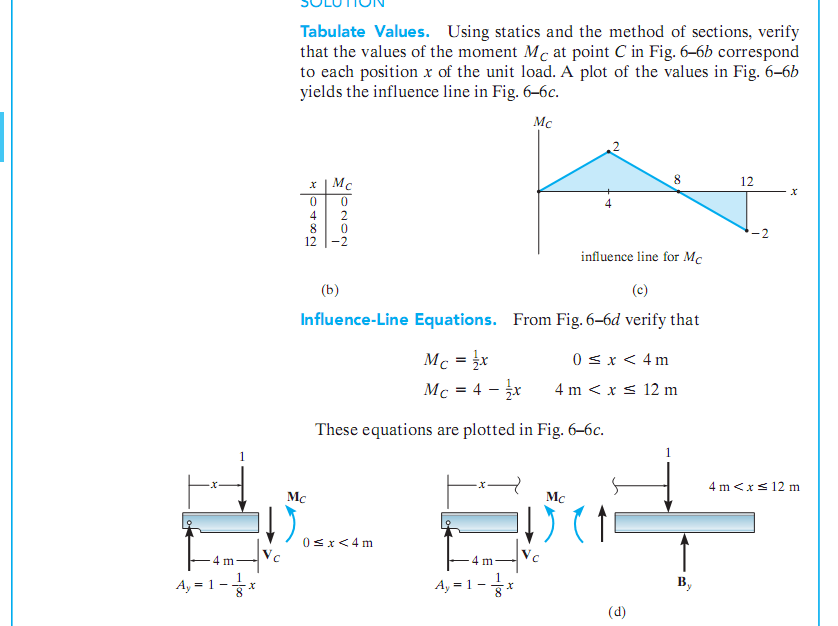 SOLUTION
Tabulate Values. Using statics and the method of sections, verify
that the values of the moment M_C at point C in Fig. 6–6b correspond
to each position x of the unit load. A plot of the values in Fig. 6–6b
yields the influence line in Fig. 6–6c.
M_C
2
8
12
x
4
−2
influence line for M_C
x M_C
0 0
4 2
8 0
12 −2
(b)
(c)
Influence-Line Equations. From Fig. 6–6d verify that
M_C = ½x 0 ≤ x < 4 m
M_C = 4 − ½x 4 m < x ≤ 12 m
These equations are plotted in Fig. 6–6c.
1
x
M_C
0 ≤ x < 4 m
4 m
V_C
A_y = 1 − 1/8 x
x
M_C
4 m
V_C
A_y = 1 − 1/8 x
1
4 m < x ≤ 12 m
B_y
(d)